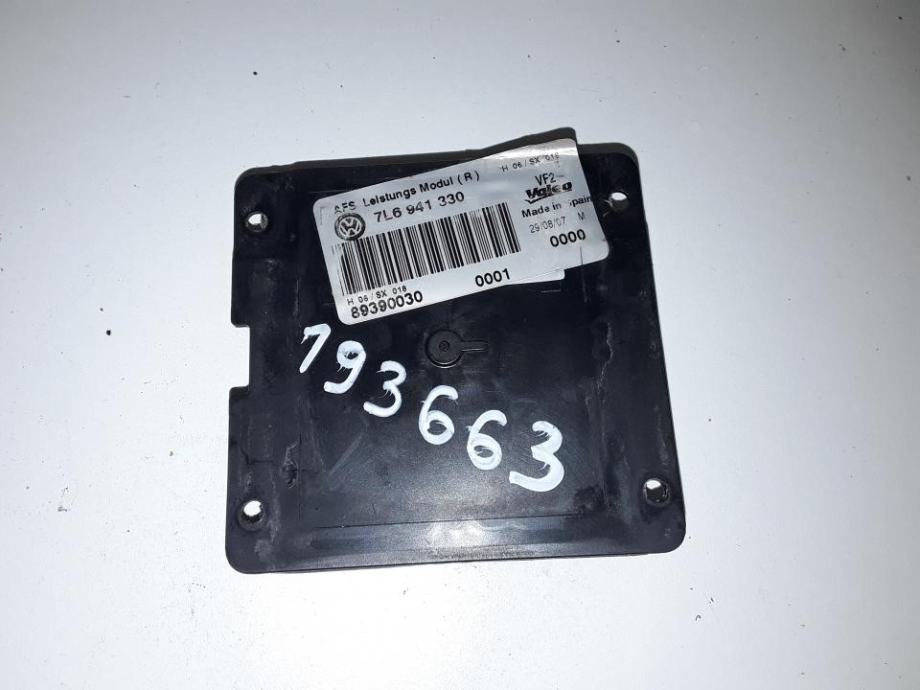 AFS Leistungs Modul ( R )
H 06 / SX 018
7L6 941 330
VF2-
Valeo
Made in Spain
29/08/07 M
0001
0000
H 06 / SX 018
89390030
193663